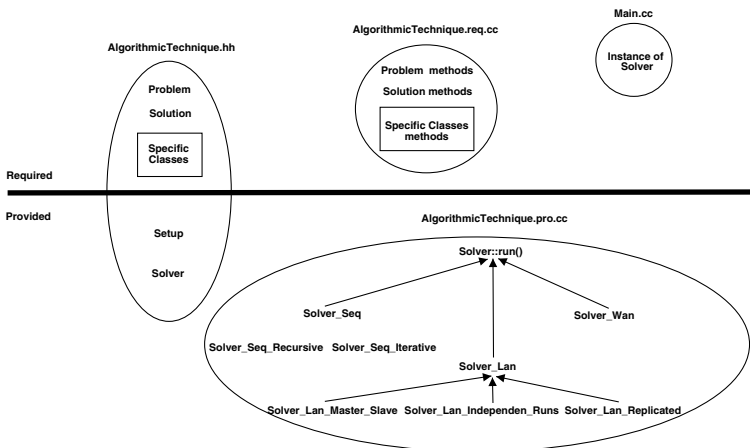 Main.cc
AlgorithmicTechnique.req.cc
AlgorithmicTechnique.hh
Instance of
Solver
Problem methods
Solution methods
Specific Classes
methods
Problem
Solution
Specific
Classes
Required
Provided
Setup
Solver
AlgorithmicTechnique.pro.cc
Solver::run()
Solver_Seq
Solver_Wan
Solver_Seq_Recursive Solver_Seq_Iterative
Solver_Lan
Solver_Lan_Master_Slave Solver_Lan_Independen_Runs Solver_Lan_Replicated